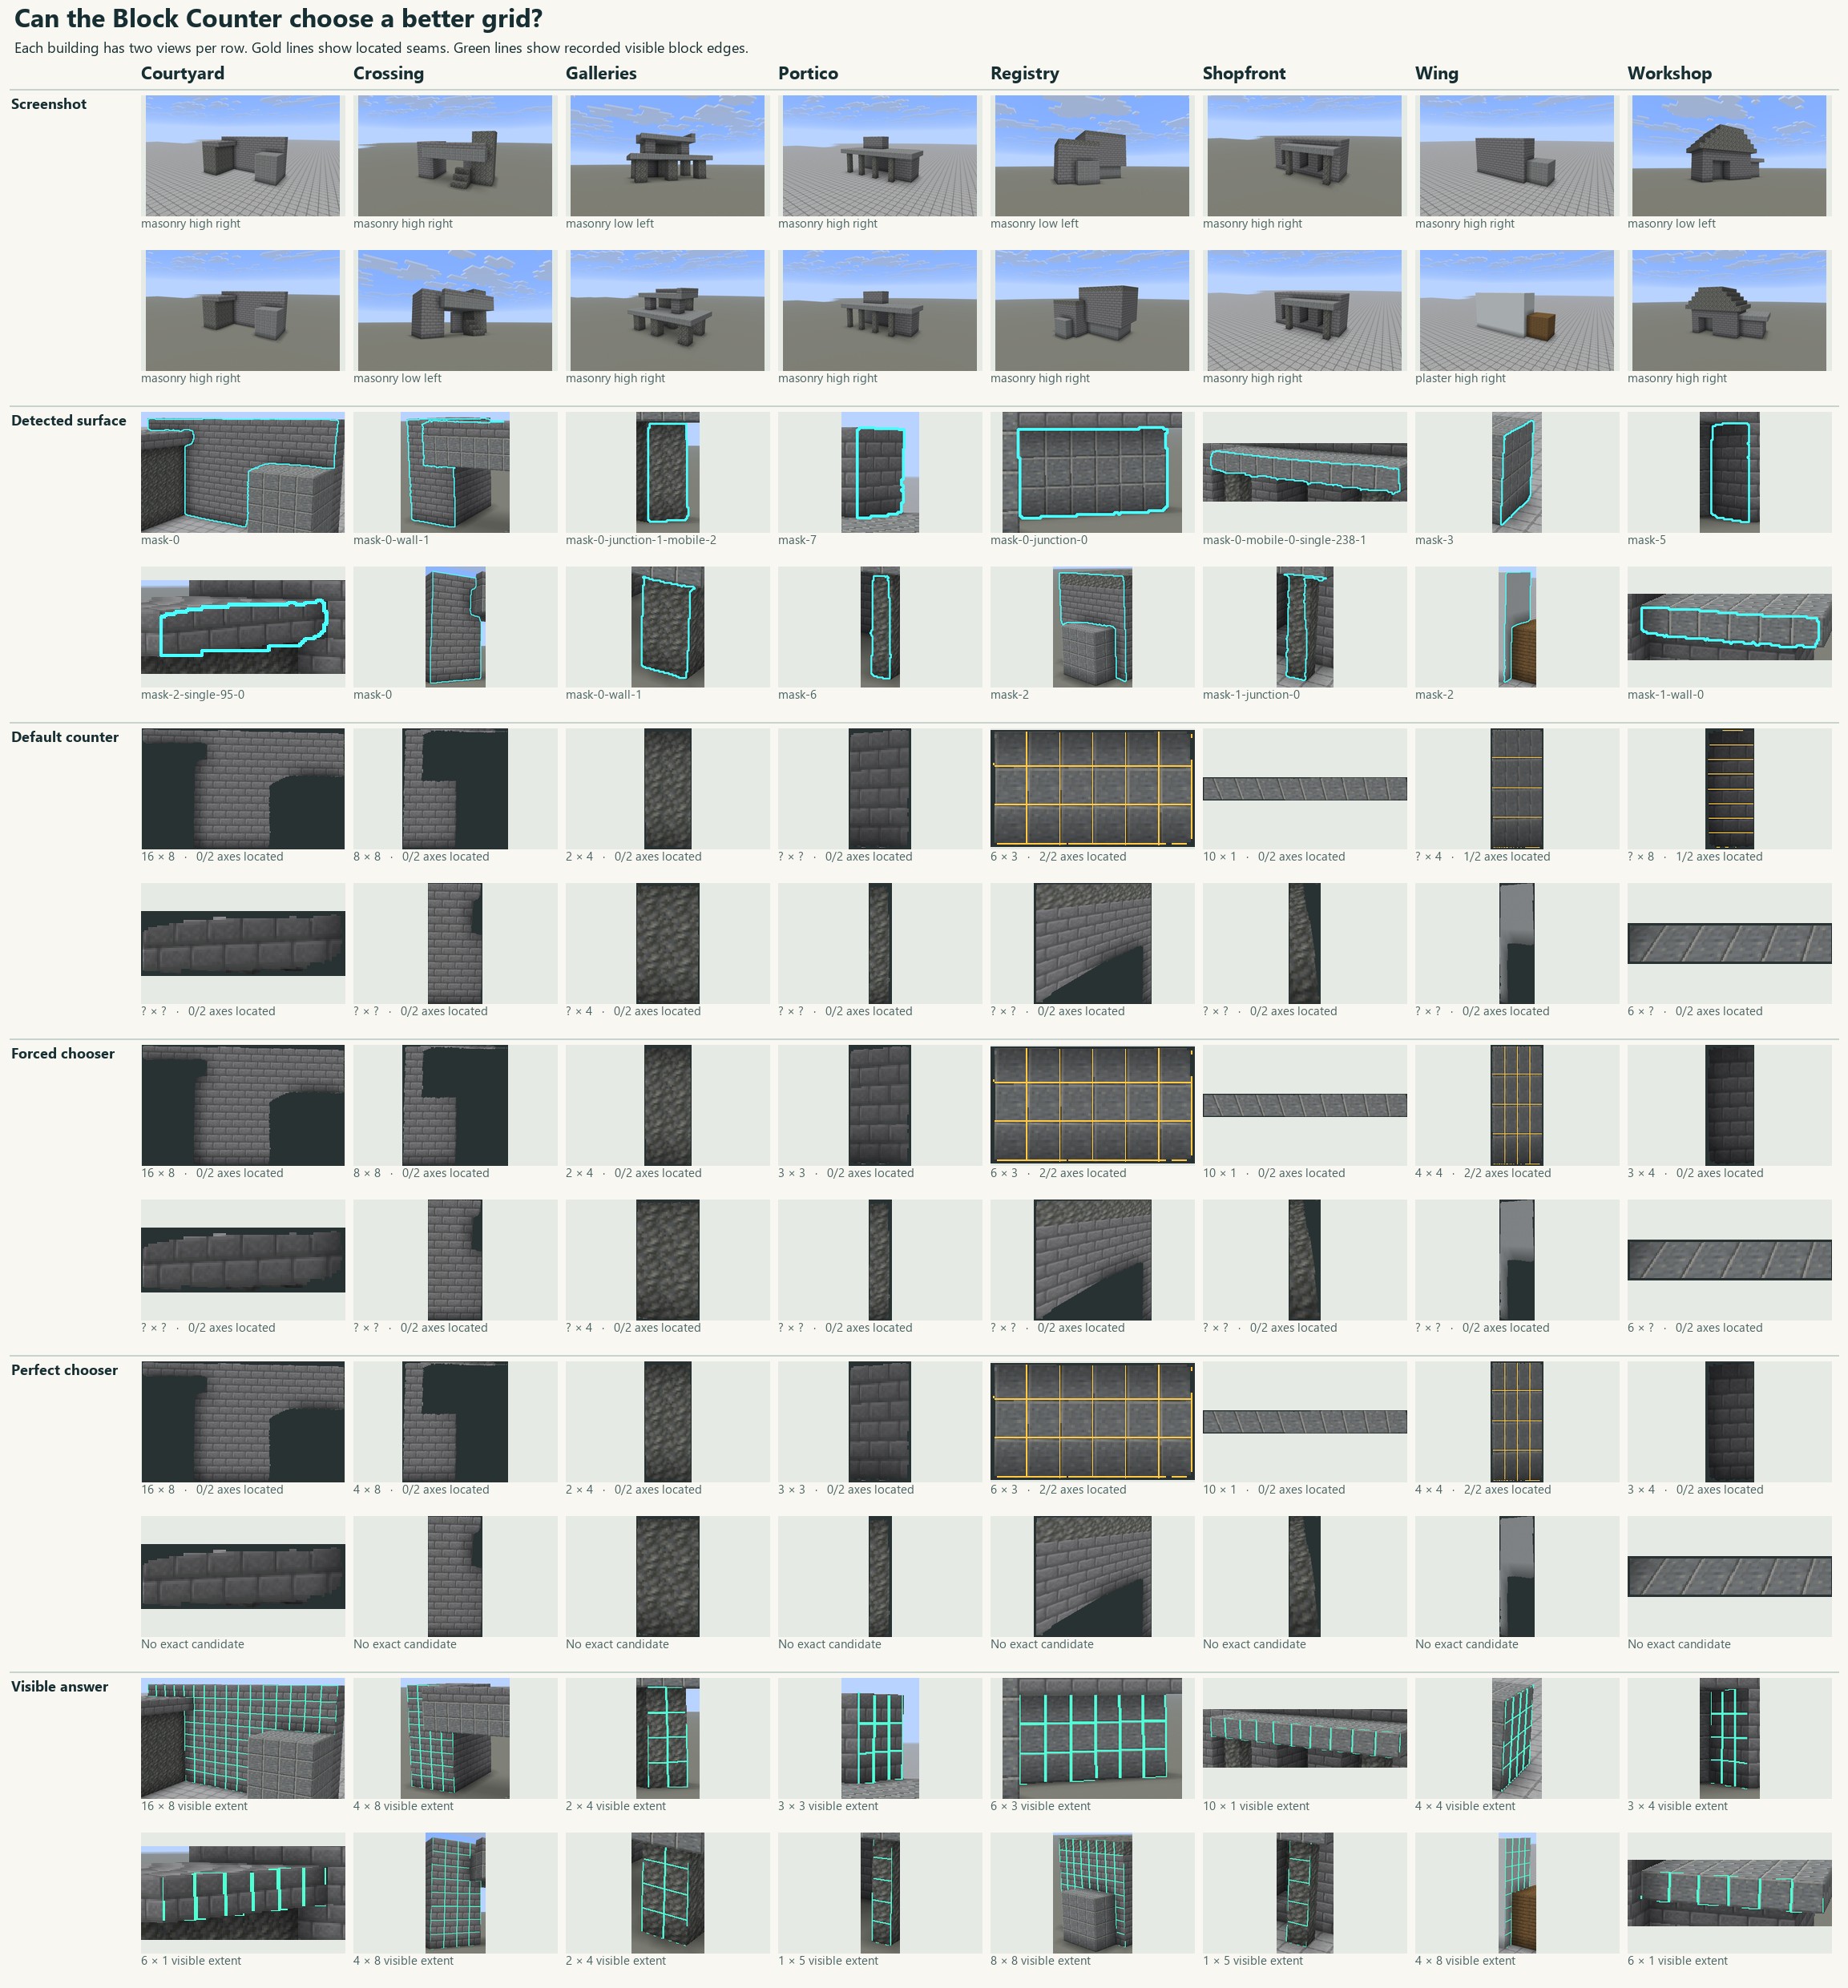 Can the Block Counter choose a better grid?
Each building has two views per row. Gold lines show located seams. Green lines show recorded visible block edges.
Courtyard Crossing Galleries Portico Registry Shopfront Wing Workshop
Screenshot
masonry high right masonry high right masonry low left masonry high right masonry low left masonry high right masonry high right masonry low left
masonry high right masonry low left masonry high right masonry high right masonry high right masonry high right plaster high right masonry high right
Detected surface
mask-0 mask-0-wall-1 mask-0-junction-1-mobile-2 mask-7 mask-0-junction-0 mask-0-mobile-0-single-238-1 mask-3 mask-5
mask-2-single-95-0 mask-0 mask-0-wall-1 mask-6 mask-2 mask-1-junction-0 mask-2 mask-1-wall-0
Default counter
16 × 8 · 0/2 axes located 8 × 8 · 0/2 axes located 2 × 4 · 0/2 axes located ? × ? · 0/2 axes located 6 × 3 · 2/2 axes located 10 × 1 · 0/2 axes located ? × 4 · 1/2 axes located ? × 8 · 1/2 axes located
? × ? · 0/2 axes located ? × ? · 0/2 axes located ? × 4 · 0/2 axes located ? × ? · 0/2 axes located ? × ? · 0/2 axes located ? × ? · 0/2 axes located ? × ? · 0/2 axes located 6 × ? · 0/2 axes located
Forced chooser
16 × 8 · 0/2 axes located 8 × 8 · 0/2 axes located 2 × 4 · 0/2 axes located 3 × 3 · 0/2 axes located 6 × 3 · 2/2 axes located 10 × 1 · 0/2 axes located 4 × 4 · 2/2 axes located 3 × 4 · 0/2 axes located
? × ? · 0/2 axes located ? × ? · 0/2 axes located ? × 4 · 0/2 axes located ? × ? · 0/2 axes located ? × ? · 0/2 axes located ? × ? · 0/2 axes located ? × ? · 0/2 axes located 6 × ? · 0/2 axes located
Perfect chooser
16 × 8 · 0/2 axes located 4 × 8 · 0/2 axes located 2 × 4 · 0/2 axes located 3 × 3 · 0/2 axes located 6 × 3 · 2/2 axes located 10 × 1 · 0/2 axes located 4 × 4 · 2/2 axes located 3 × 4 · 0/2 axes located
No exact candidate No exact candidate No exact candidate No exact candidate No exact candidate No exact candidate No exact candidate No exact candidate
Visible answer
16 × 8 visible extent 4 × 8 visible extent 2 × 4 visible extent 3 × 3 visible extent 6 × 3 visible extent 10 × 1 visible extent 4 × 4 visible extent 3 × 4 visible extent
6 × 1 visible extent 4 × 8 visible extent 2 × 4 visible extent 1 × 5 visible extent 8 × 8 visible extent 1 × 5 visible extent 4 × 8 visible extent 6 × 1 visible extent